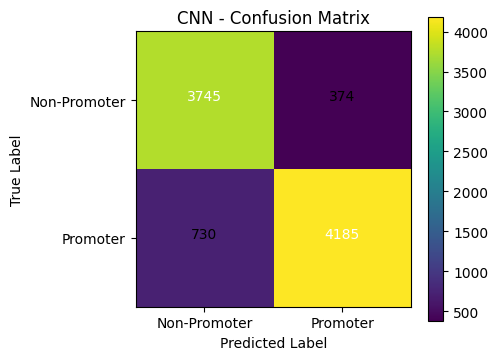 CNN - Confusion Matrix
True Label
Non-Promoter
Promoter
3745
374
730
4185
Non-Promoter
Promoter
Predicted Label
4000
3500
3000
2500
2000
1500
1000
500